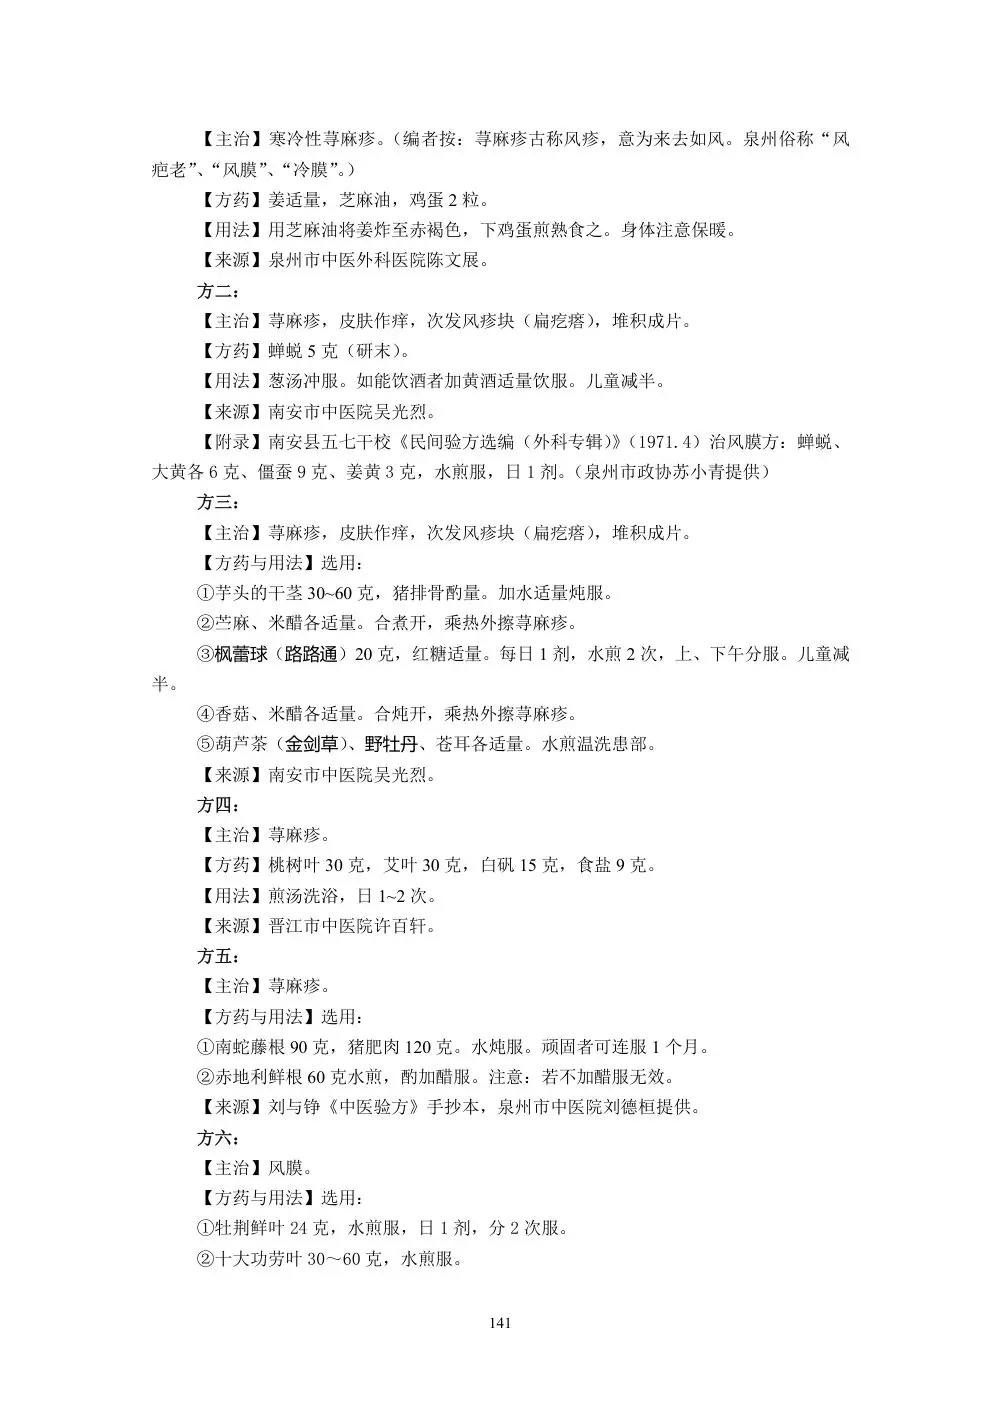 【主治】寒冷性荨麻疹。（编者按：荨麻疹古称风疹，意为来去如风。泉州俗称“风
疤老”、“风膜”、“冷膜”。）
【方药】姜适量，芝麻油，鸡蛋 2 粒。
【用法】用芝麻油将姜炸至赤褐色，下鸡蛋煎熟食之。身体注意保暖。
【来源】泉州市中医外科医院陈文展。
方二：
【主治】荨麻疹，皮肤作痒，次发风疹块（扁疙瘩），堆积成片。
【方药】蝉蜕 5 克（研末）。
【用法】葱汤冲服。如能饮酒者加黄酒适量饮服。儿童减半。
【来源】南安市中医院吴光烈。
【附录】南安县五七干校《民间验方选编（外科专辑）》（1971.4）治风膜方：蝉蜕、
大黄各 6 克、僵蚕 9 克、姜黄 3 克，水煎服，日 1 剂。（泉州市政协苏小青提供）
方三：
【主治】荨麻疹，皮肤作痒，次发风疹块（扁疙瘩），堆积成片。
【方药与用法】选用：
①芋头的干茎 30~60 克，猪排骨酌量。加水适量炖服。
②苎麻、米醋各适量。合煮开，乘热外擦荨麻疹。
③枫蕾球（路路通）20 克，红糖适量。每日 1 剂，水煎 2 次，上、下午分服。儿童减
半。
④香菇、米醋各适量。合炖开，乘热外擦荨麻疹。
⑤葫芦茶（金剑草）、野牡丹、苍耳各适量。水煎温洗患部。
【来源】南安市中医院吴光烈。
方四：
【主治】荨麻疹。
【方药】桃树叶 30 克，艾叶 30 克，白矾 15 克，食盐 9 克。
【用法】煎汤洗浴，日 1~2 次。
【来源】晋江市中医院许百轩。
方五：
【主治】荨麻疹。
【方药与用法】选用：
①南蛇藤根 90 克，猪肥肉 120 克。水炖服。顽固者可连服 1 个月。
②赤地利鲜根 60 克水煎，酌加醋服。注意：若不加醋服无效。
【来源】刘与铮《中医验方》手抄本，泉州市中医院刘德桓提供。
方六：
【主治】风膜。
【方药与用法】选用：
①牡荆鲜叶 24 克，水煎服，日 1 剂，分 2 次服。
②十大功劳叶 30～60 克，水煎服。
141